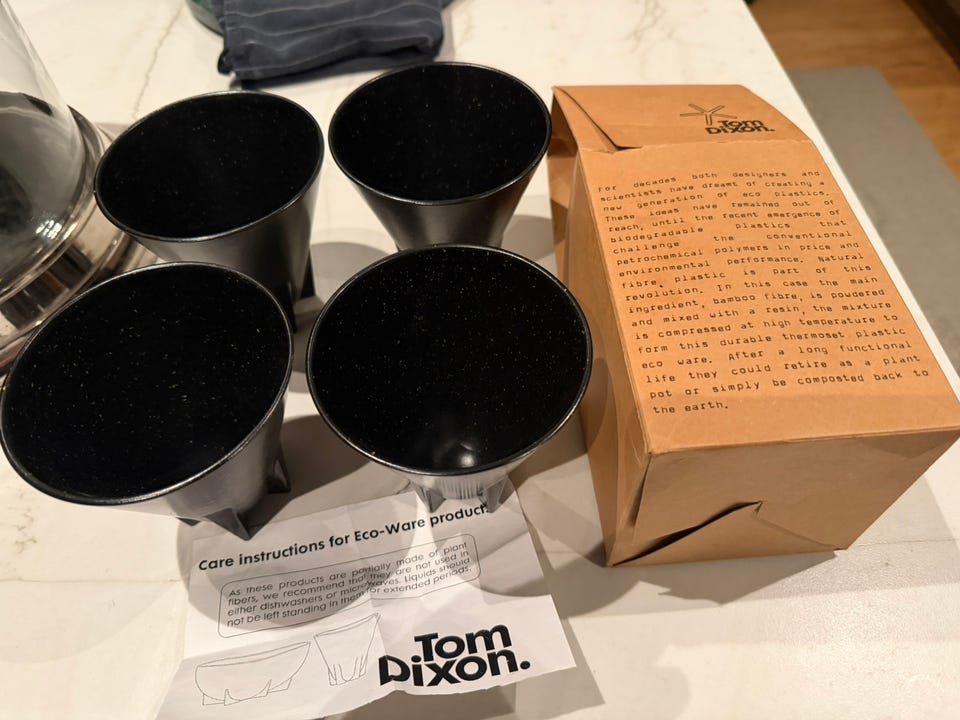 Tom
Dixon.
For decades both designers and
scientists have dreamt of creating a
new generation of eco plastics.
These ideas have remained out of
reach, until the recent emergence of
biodegradable plastics that
challenge the conventional
petrochemical polymers in price and
environmental performance. Natural
fibre, plastic is part of this
revolution. In this case the main
ingredient, bamboo fibre, is powdered
and mixed with a resin, the mixture
is compressed at high temperature to
form this durable thermoset plastic
eco ware. After a long functional
life they could retire as a plant
pot or simply be composted back to
the earth.
Care instructions for Eco-Ware products
As these products are partially made of plant
fibers, we recommend that they are not used in
either dishwashers or microwaves. Liquids should
not be left standing in them for extended periods.
Tom
Dixon.